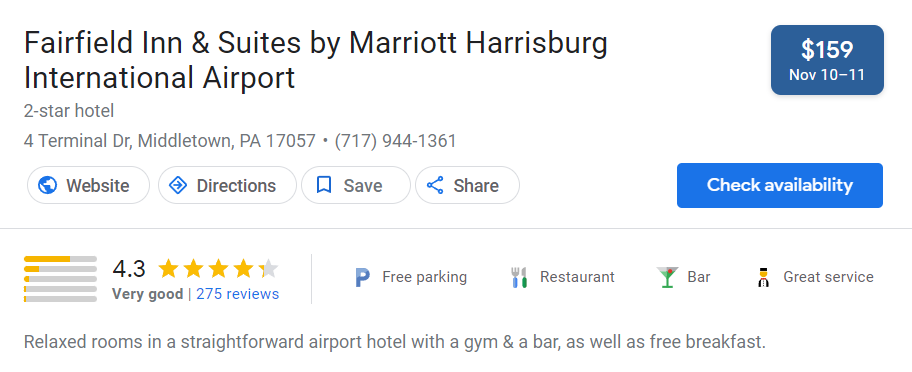 Fairfield Inn & Suites by Marriott Harrisburg
International Airport
$159
Nov 10–11
2-star hotel
4 Terminal Dr, Middletown, PA 17057 • (717) 944-1361
Website Directions Save Share
Check availability
4.3
Very good | 275 reviews
Free parking Restaurant Bar Great service
Relaxed rooms in a straightforward airport hotel with a gym & a bar, as well as free breakfast.